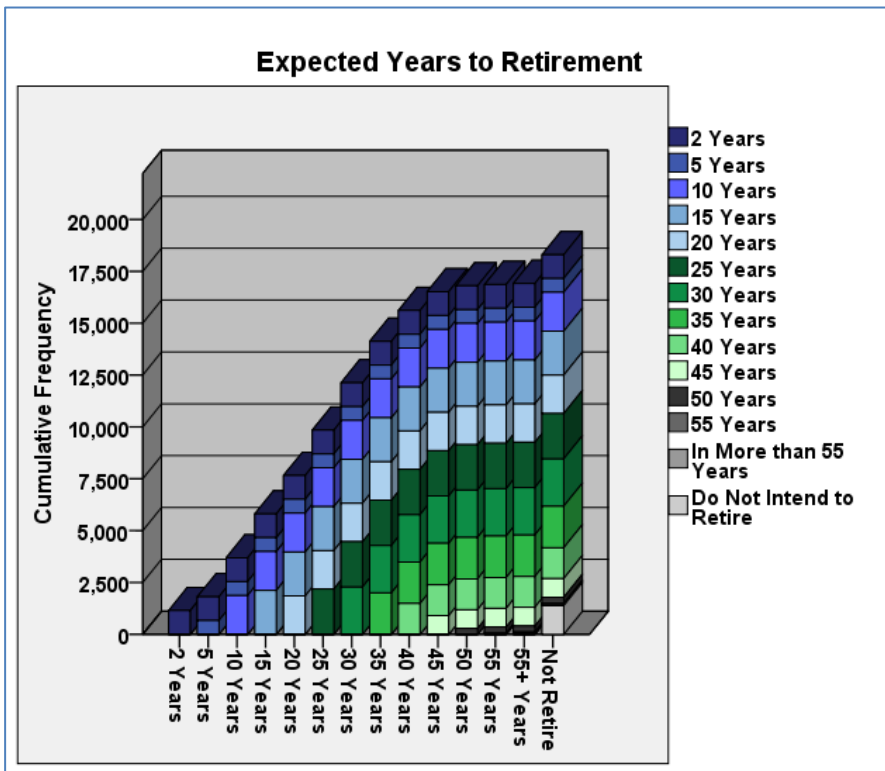 Expected Years to Retirement
Cumulative Frequency
20,000
17,500
15,000
12,500
10,000
7,500
5,000
2,500
0
2 Years
5 Years
10 Years
15 Years
20 Years
25 Years
30 Years
35 Years
40 Years
45 Years
50 Years
55 Years
55+ Years
Not Retire
2 Years
5 Years
10 Years
15 Years
20 Years
25 Years
30 Years
35 Years
40 Years
45 Years
50 Years
55 Years
In More than 55
Years
Do Not Intend to
Retire